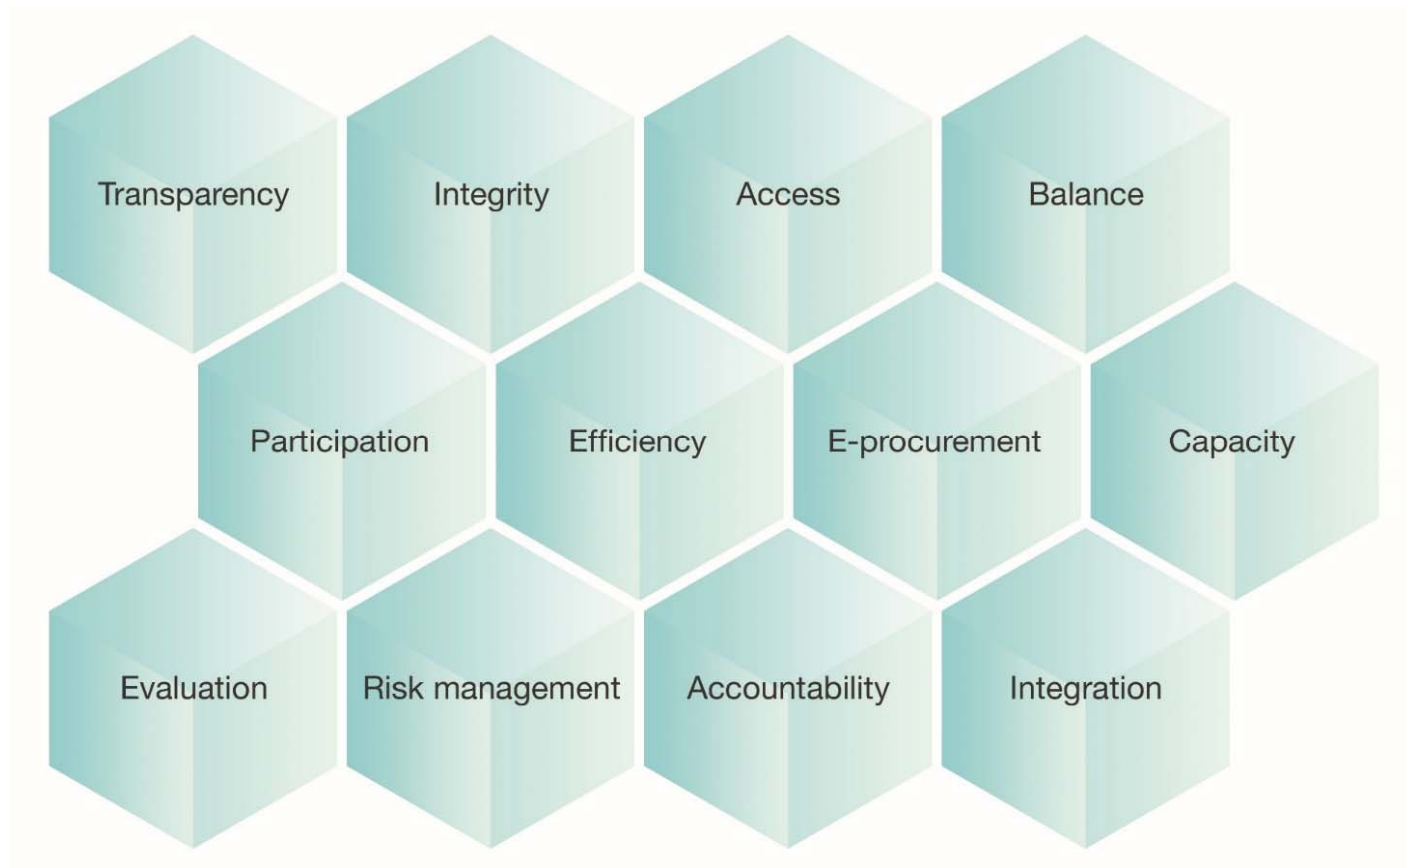 Transparency
Integrity
Access
Balance
Participation
Efficiency
E-procurement
Capacity
Evaluation
Risk management
Accountability
Integration